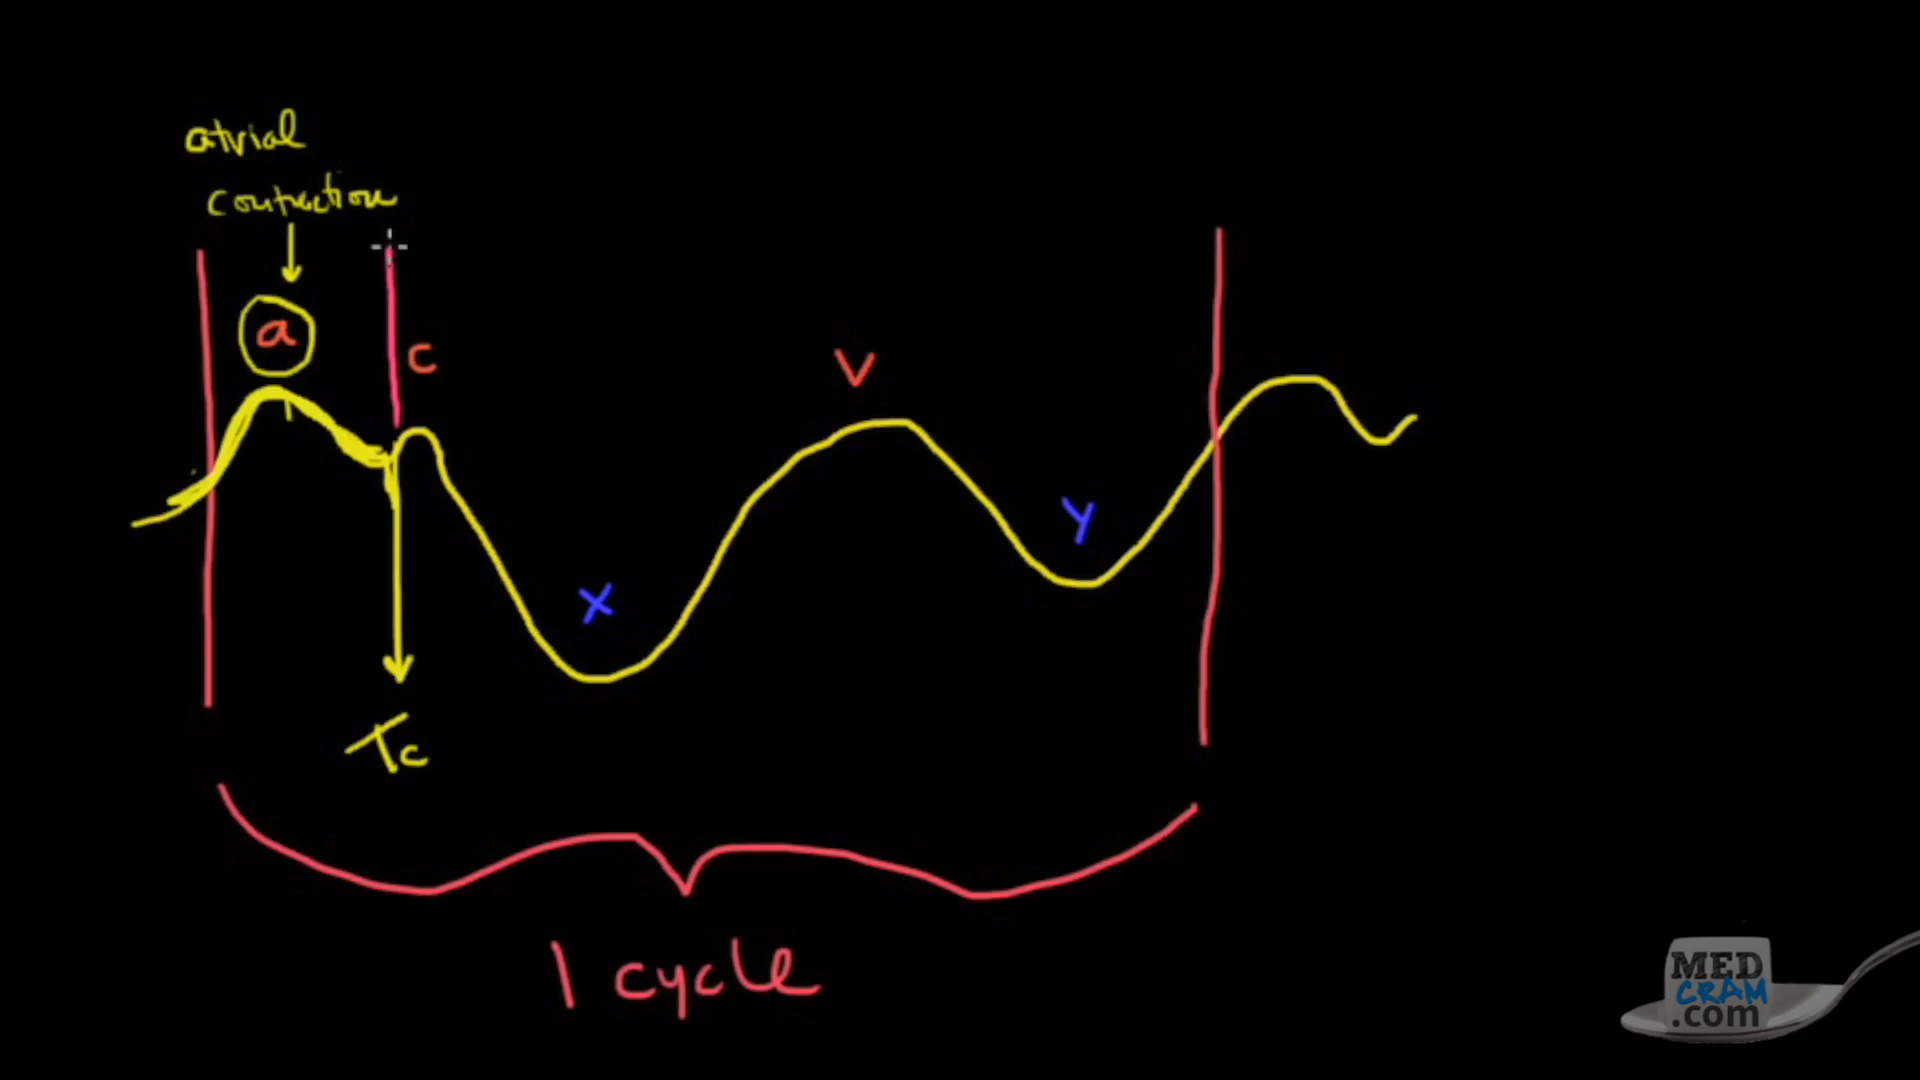 atrial
contraction
a
c
v
y
x
Tc
1 cycle
MED
CRAM
.com